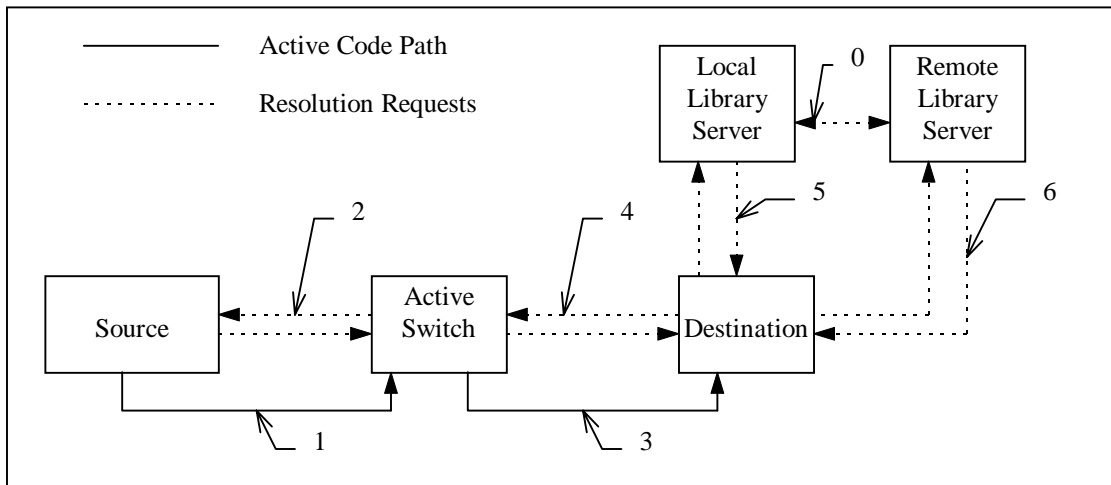 Active Code Path
Resolution Requests
Local
Library
Server
0
Remote
Library
Server
2
4
5
6
Source
Active
Switch
Destination
1
3